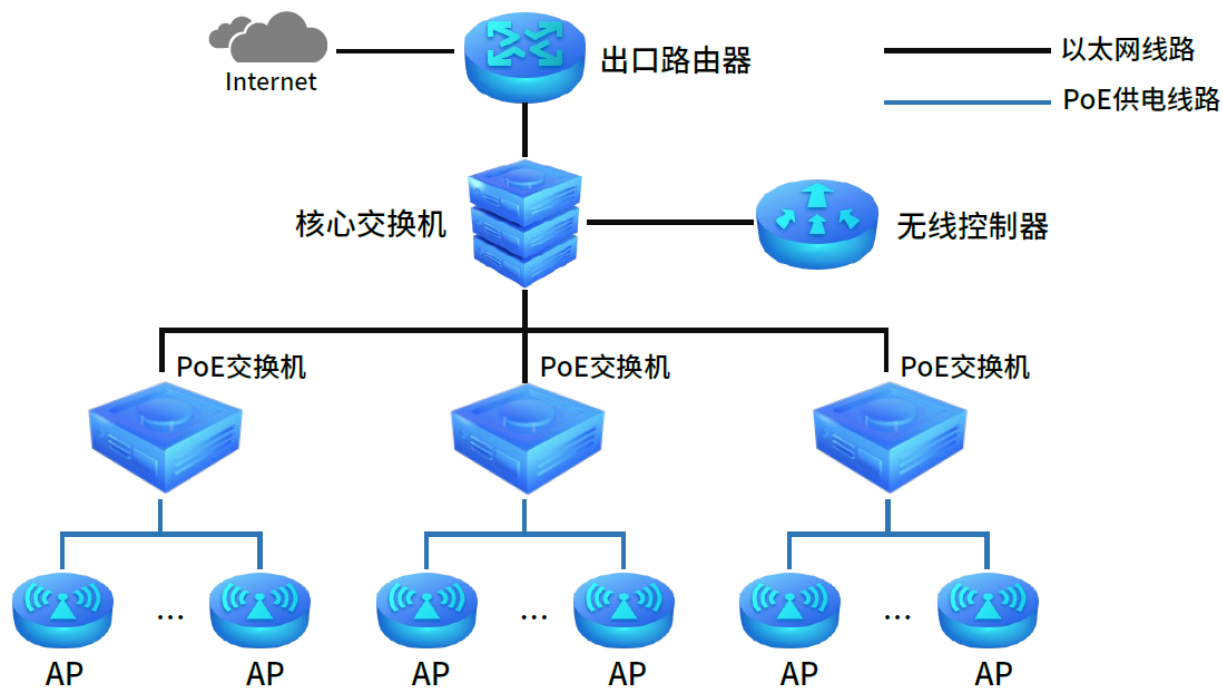 Internet
出口路由器
以太网线路
PoE供电线路
核心交换机
无线控制器
PoE交换机
PoE交换机
PoE交换机
...
...
...
AP
AP
AP
AP
AP
AP